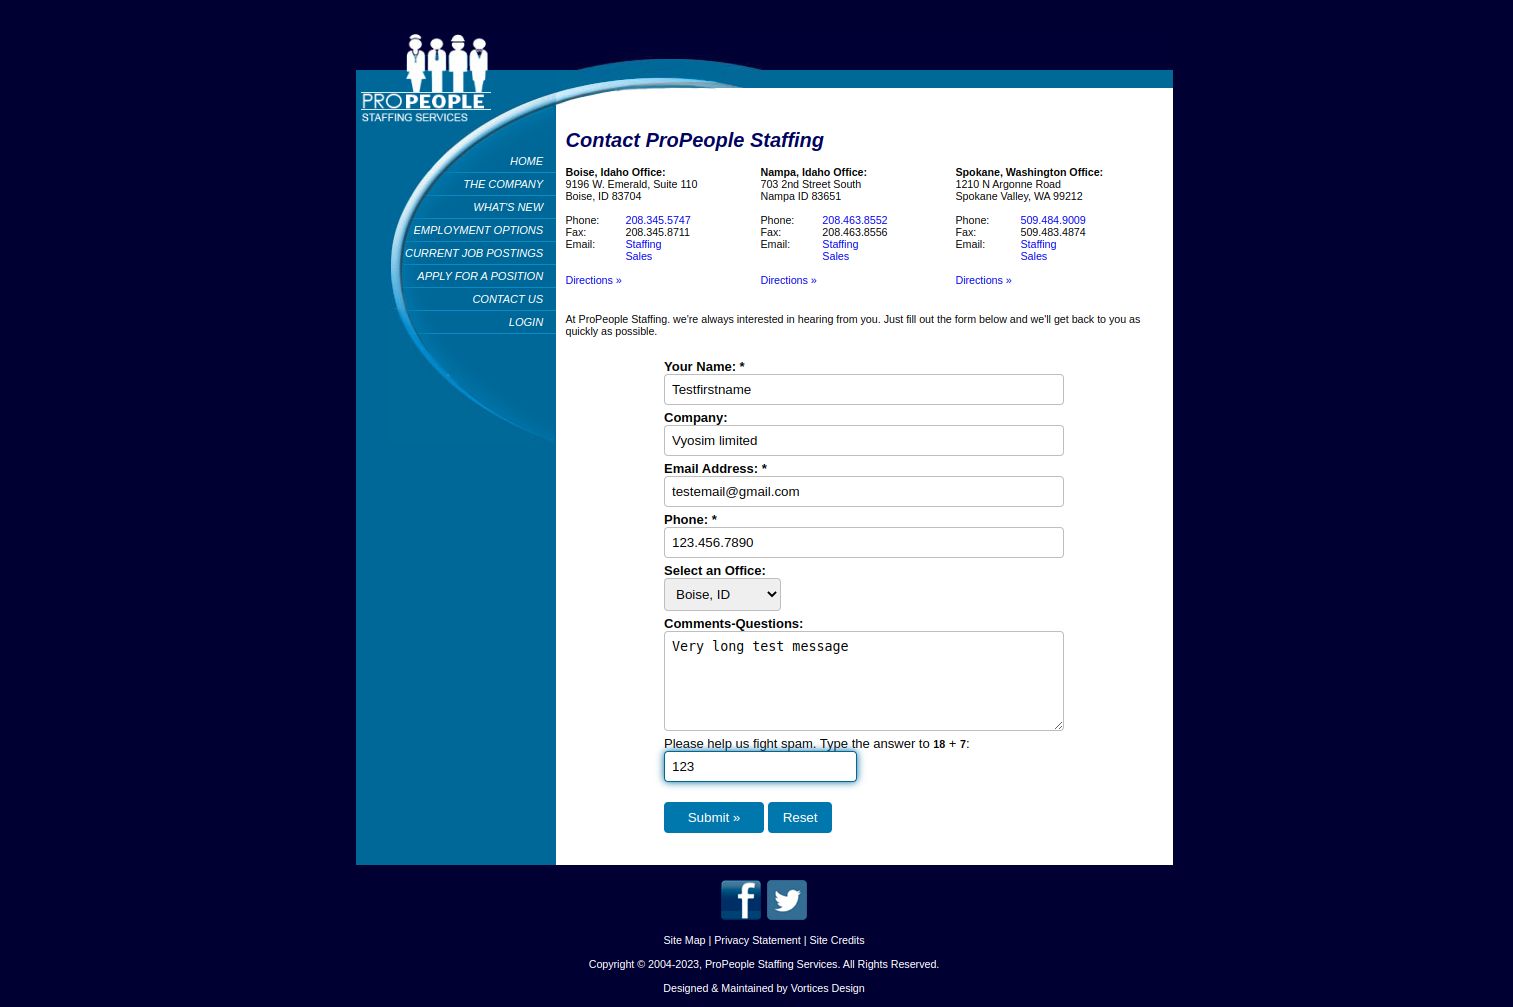 PROPEOPLE
STAFFING SERVICES
HOME
THE COMPANY
WHAT'S NEW
EMPLOYMENT OPTIONS
CURRENT JOB POSTINGS
APPLY FOR A POSITION
CONTACT US
LOGIN
Contact ProPeople Staffing
Boise, Idaho Office:
9196 W. Emerald, Suite 110
Boise, ID 83704
Phone: 208.345.5747
Fax: 208.345.8711
Email: Staffing
Sales
Directions »
Nampa, Idaho Office:
703 2nd Street South
Nampa ID 83651
Phone: 208.463.8552
Fax: 208.463.8556
Email: Staffing
Sales
Directions »
Spokane, Washington Office:
1210 N Argonne Road
Spokane Valley, WA 99212
Phone: 509.484.9009
Fax: 509.483.4874
Email: Staffing
Sales
Directions »
At ProPeople Staffing. we're always interested in hearing from you. Just fill out the form below and we'll get back to you as
quickly as possible.
Your Name: *
Testfirstname
Company:
Vyosim limited
Email Address: *
testemail@gmail.com
Phone: *
123.456.7890
Select an Office:
Boise, ID
Comments-Questions:
Very long test message
Please help us fight spam. Type the answer to 18 + 7:
123
Submit » Reset
Site Map | Privacy Statement | Site Credits
Copyright © 2004-2023, ProPeople Staffing Services. All Rights Reserved.
Designed & Maintained by Vortices Design